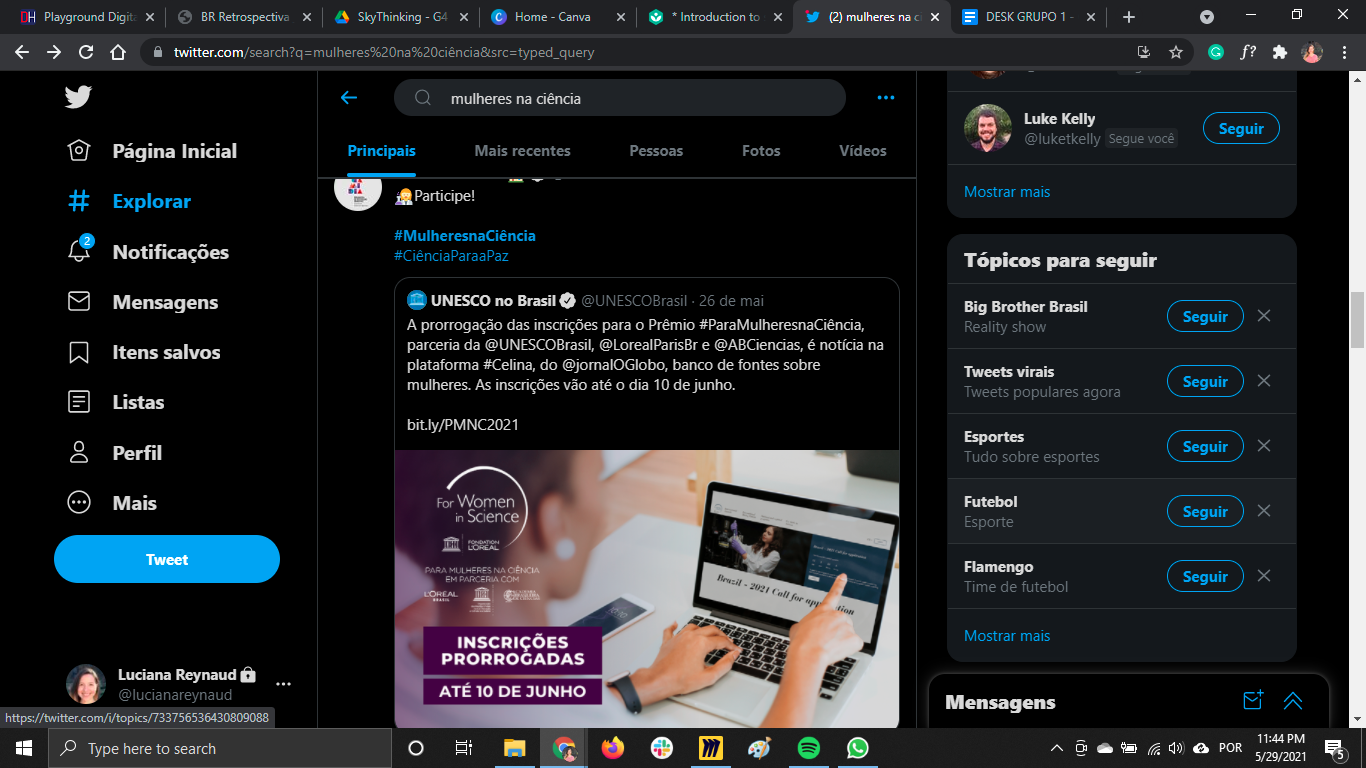 Playground Digita
BR Retrospectiva
SkyThinking - G4
Home - Canva
* Introduction to
(2) mulheres na ci
DESK GRUPO 1 -
twitter.com/search?q=mulheres%20na%20ciência&src=typed_query
mulheres na ciência
Principais
Mais recentes
Pessoas
Fotos
Vídeos
Página Inicial
Explorar
2
Notificações
Mensagens
Itens salvos
Listas
Perfil
Mais
Tweet
Luciana Reynaud
@lucianareynaud
https://twitter.com/i/topics/733756536430809088
Participe!
#MulheresnaCiência
#CiênciaParaaPaz
UNESCO no Brasil @UNESCOBrasil · 26 de mai
A prorrogação das inscrições para o Prêmio #ParaMulheresnaCiência,
parceria da @UNESCOBrasil, @LorealParisBr e @ABCiencias, é notícia na
plataforma #Celina, do @jornalOGlobo, banco de fontes sobre
mulheres. As inscrições vão até o dia 10 de junho.
bit.ly/PMNC2021
For Women
in Science
FONDATION
L'ORÉAL
PARA MULHERES NA CIÊNCIA
EM PARCERIA COM
L'ORÉAL
BRASIL
INSCRIÇÕES
PRORROGADAS
ATÉ 10 DE JUNHO
Brazil - 2021 Call for application
Luke Kelly
@luketkelly Segue você
Seguir
Mostrar mais
Tópicos para seguir
Big Brother Brasil
Reality show
Seguir
Tweets virais
Tweets populares agora
Seguir
Esportes
Tudo sobre esportes
Seguir
Futebol
Esporte
Seguir
Flamengo
Time de futebol
Seguir
Mostrar mais
Mensagens
Type here to search
POR
11:44 PM
5/29/2021
5